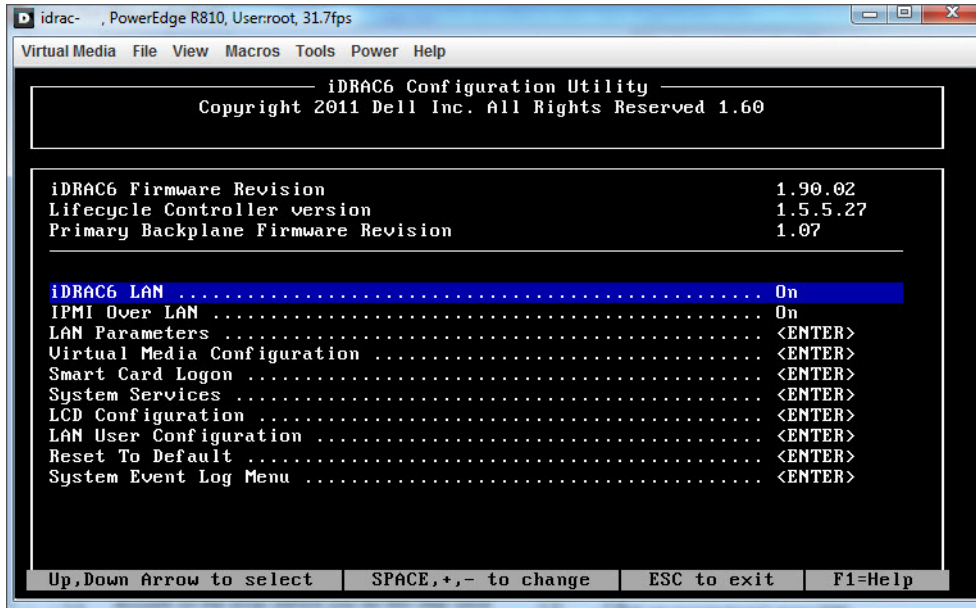 idrac- , PowerEdge R810, User:root, 31.7fps
Virtual Media File View Macros Tools Power Help
iDRAC6 Configuration Utility
Copyright 2011 Dell Inc. All Rights Reserved 1.60
iDRAC6 Firmware Revision 1.90.02
Lifecycle Controller version 1.5.5.27
Primary Backplane Firmware Revision 1.07
iDRAC6 LAN .................................................. On
IPMI Over LAN ............................................... On
LAN Parameters .............................................. <ENTER>
Virtual Media Configuration ................................. <ENTER>
Smart Card Logon ............................................ <ENTER>
System Services ............................................. <ENTER>
LCD Configuration ........................................... <ENTER>
LAN User Configuration ...................................... <ENTER>
Reset To Default ............................................ <ENTER>
System Event Log Menu ....................................... <ENTER>
Up,Down Arrow to select SPACE,+,- to change ESC to exit F1=Help